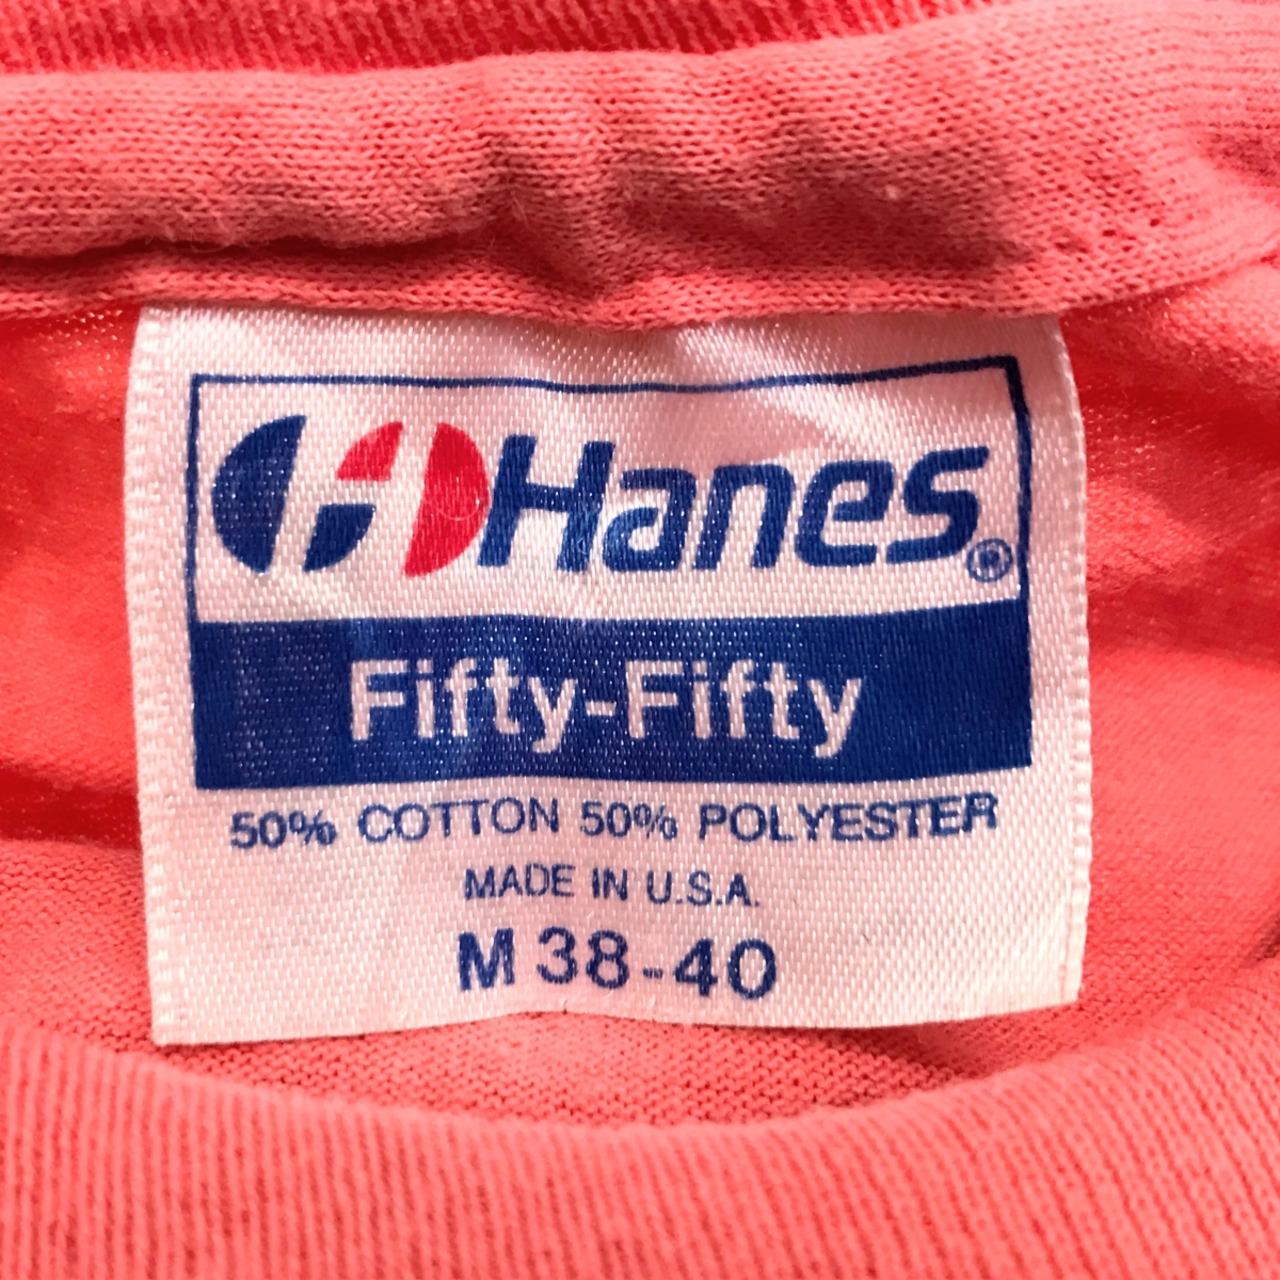 Hanes®
Fifty-Fifty
50% COTTON 50% POLYESTER
MADE IN U.S.A.
M 38-40